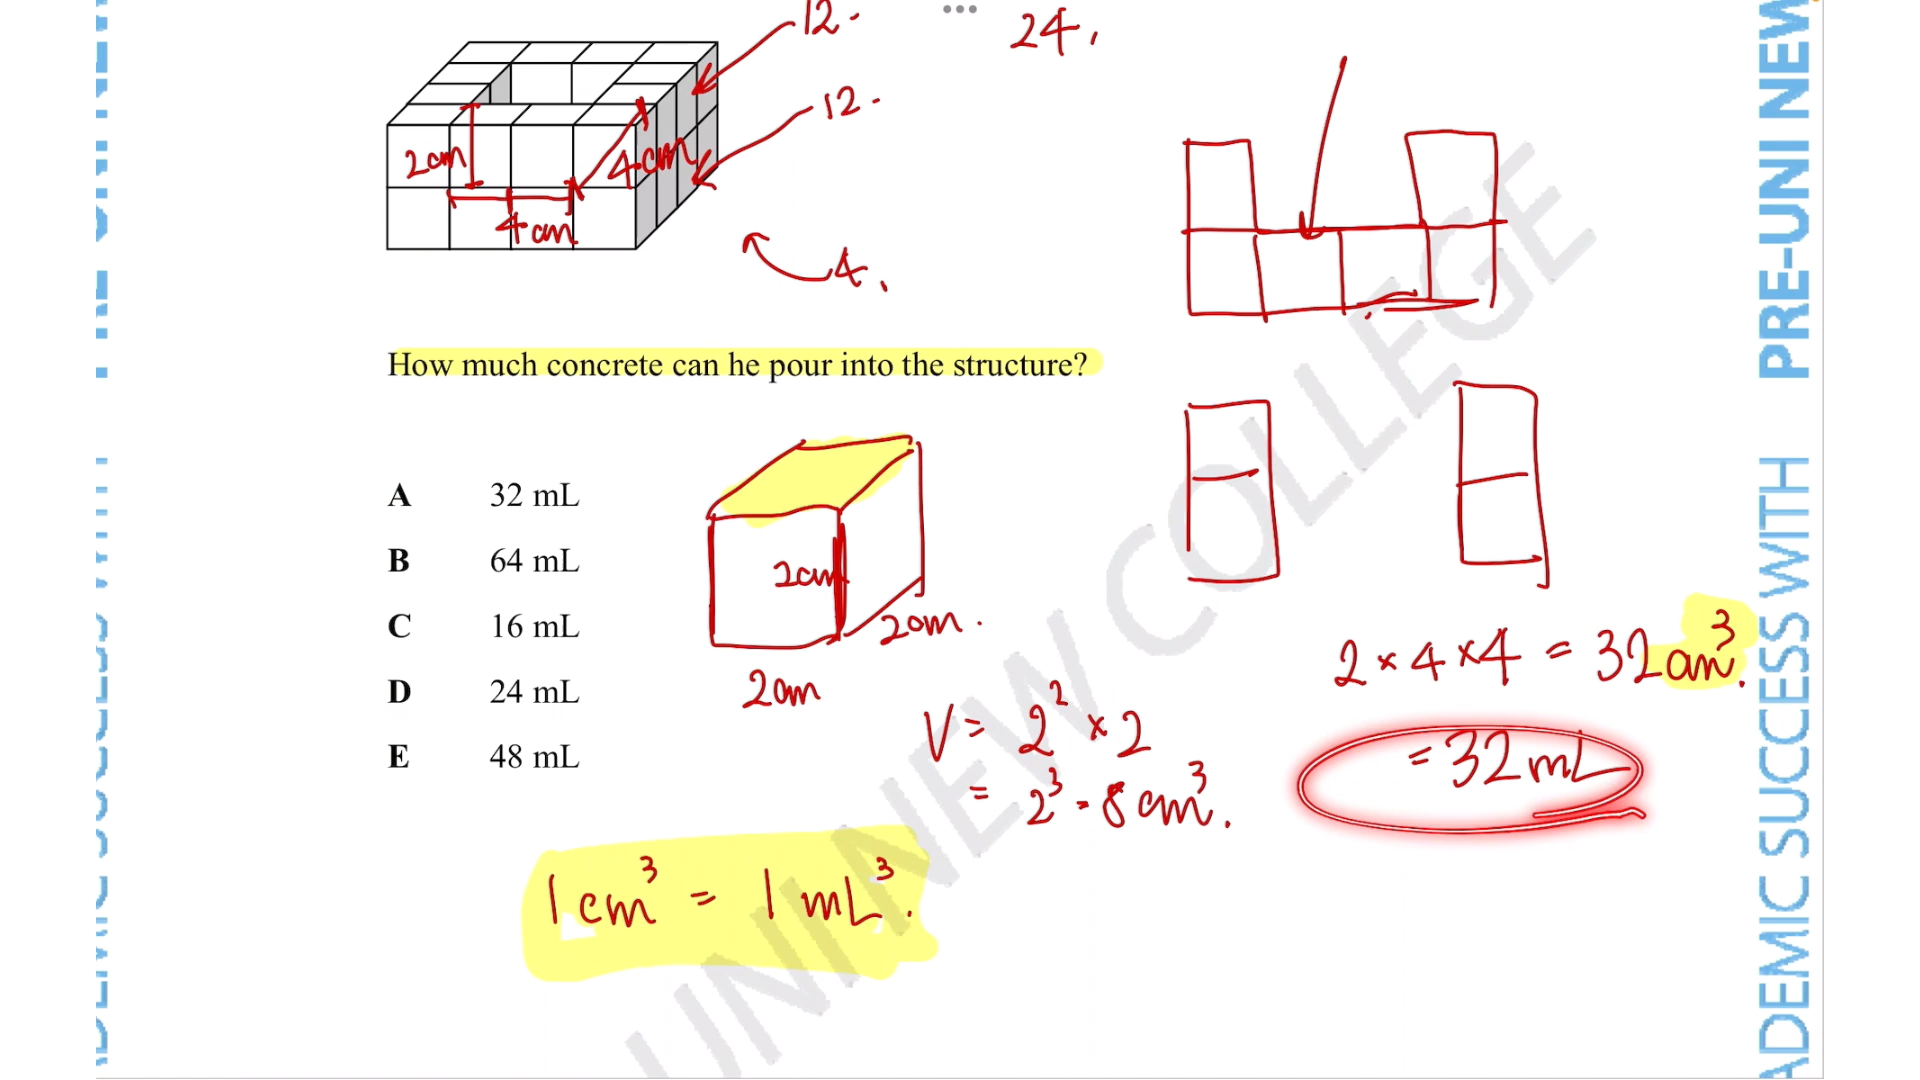 12.
24.
12.
2cm
4cm
4cm
4.
How much concrete can he pour into the structure?
A 32 mL
B 64 mL
C 16 mL
D 24 mL
E 48 mL
2cm
2cm.
2cm
V = 2² × 2
= 2³ = 8cm³.
2 × 4 × 4 = 32cm³.
= 32mL
1cm³ = 1mL³.
UNI NEW COLLEGE
PRE-UNI NEW
ADEMIC SUCCESS WITH